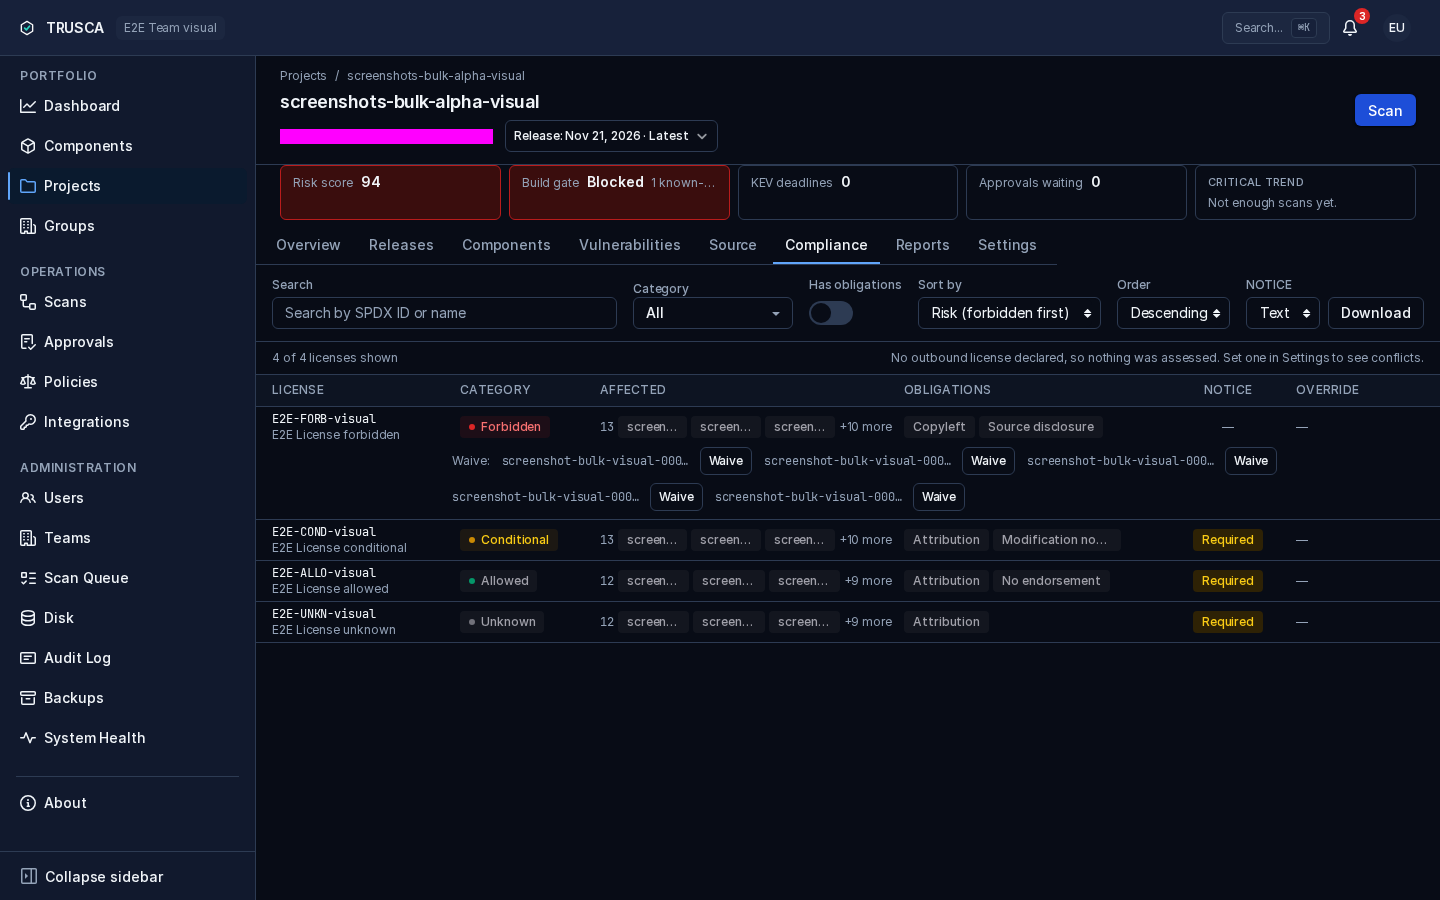 TRUSCA
E2E Team visual
Search...
⌘K
3
EU
PORTFOLIO
Dashboard
Components
Projects
Groups
OPERATIONS
Scans
Approvals
Policies
Integrations
ADMINISTRATION
Users
Teams
Scan Queue
Disk
Audit Log
Backups
System Health
About
Collapse sidebar
Projects / screenshots-bulk-alpha-visual
screenshots-bulk-alpha-visual
Release: Nov 21, 2026 · Latest
Scan
Risk score 94
Build gate Blocked 1 known-…
KEV deadlines 0
Approvals waiting 0
CRITICAL TREND
Not enough scans yet.
Overview Releases Components Vulnerabilities Source Compliance Reports Settings
Search
Search by SPDX ID or name
Category
All
Has obligations
Sort by
Risk (forbidden first)
Order
Descending
NOTICE
Text
Download
4 of 4 licenses shown
No outbound license declared, so nothing was assessed. Set one in Settings to see conflicts.
LICENSE CATEGORY AFFECTED OBLIGATIONS NOTICE OVERRIDE
E2E-FORB-visual
E2E License forbidden
Forbidden
13 screen… screen… screen… +10 more
Copyleft Source disclosure
— —
Waive: screenshot-bulk-visual-000… Waive screenshot-bulk-visual-000… Waive screenshot-bulk-visual-000… Waive
screenshot-bulk-visual-000… Waive screenshot-bulk-visual-000… Waive
E2E-COND-visual
E2E License conditional
Conditional
13 screen… screen… screen… +10 more
Attribution Modification no…
Required —
E2E-ALLO-visual
E2E License allowed
Allowed
12 screen… screen… screen… +9 more
Attribution No endorsement
Required —
E2E-UNKN-visual
E2E License unknown
Unknown
12 screen… screen… screen… +9 more
Attribution
Required —